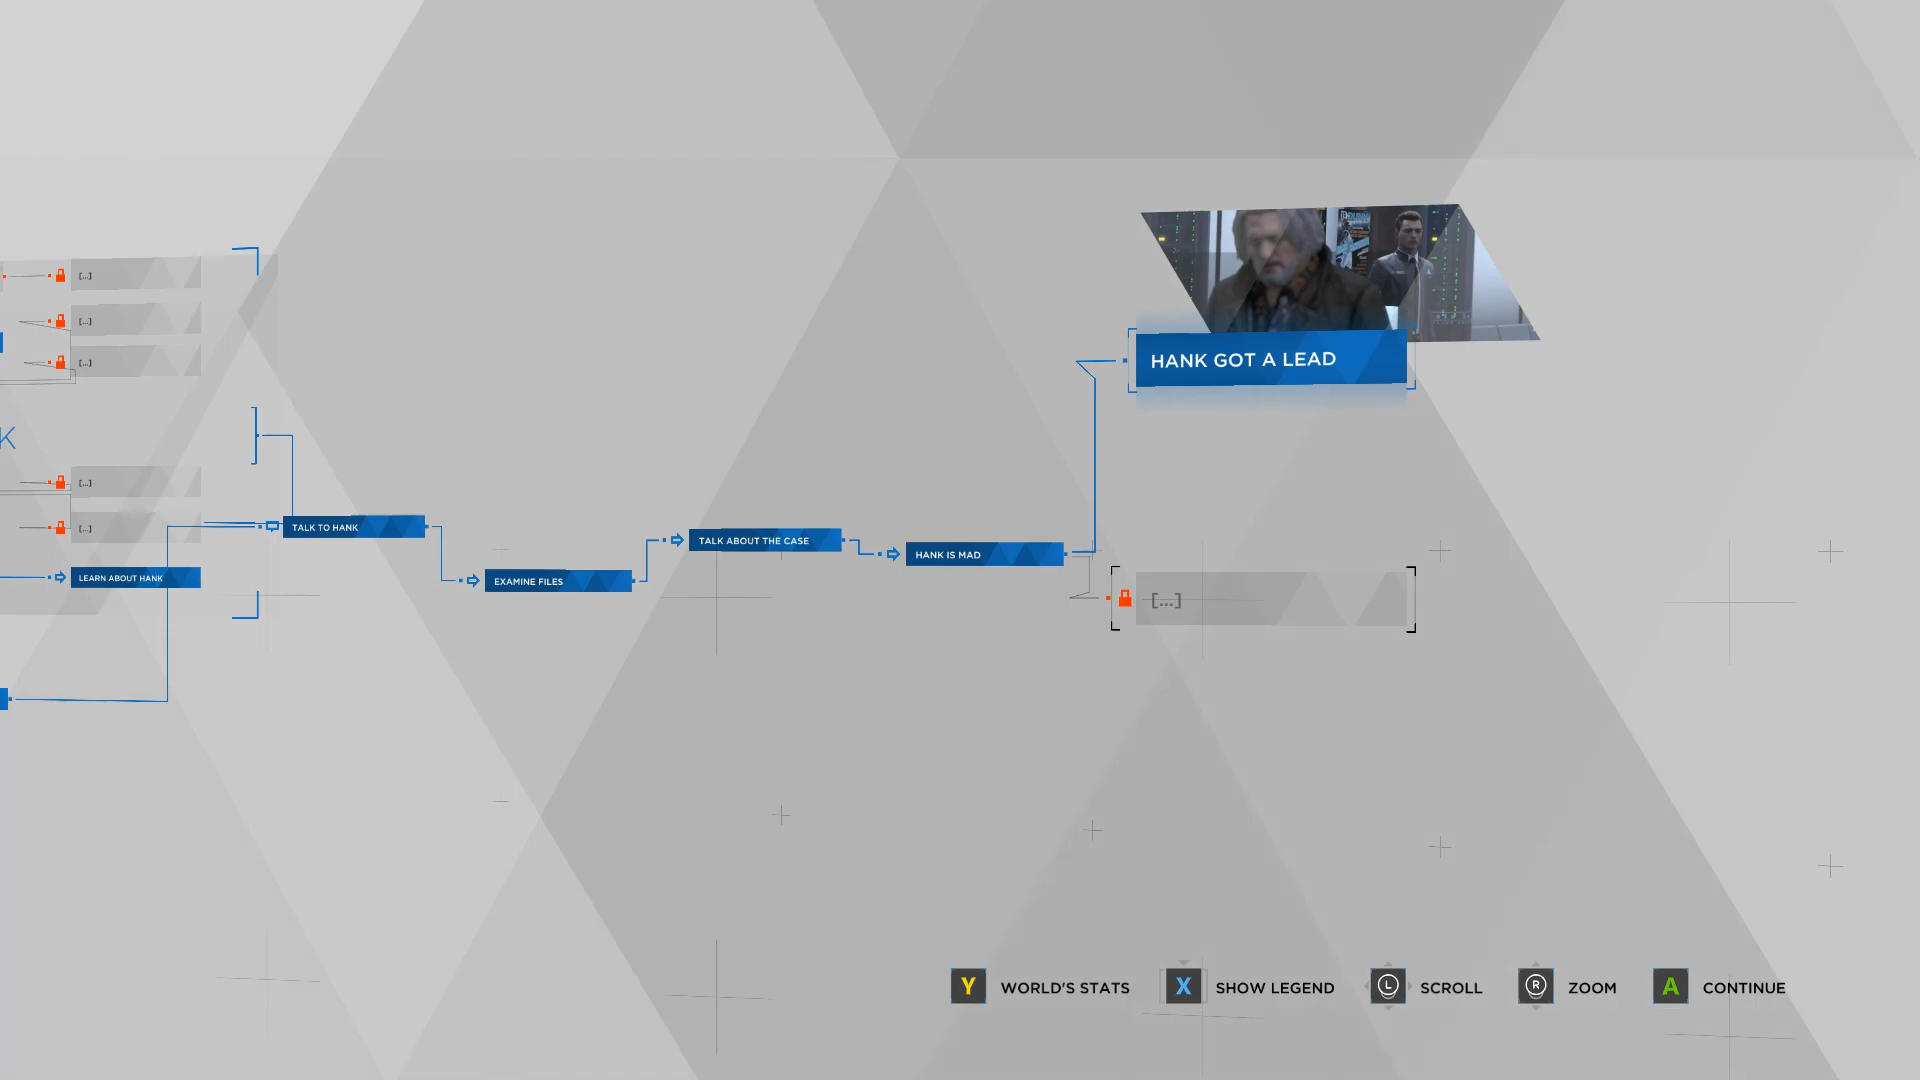 [...]
[...]
[...]
K
[...]
[...]
LEARN ABOUT HANK
TALK TO HANK
EXAMINE FILES
TALK ABOUT THE CASE
HANK IS MAD
HANK GOT A LEAD
[...]
Y WORLD'S STATS
X SHOW LEGEND
L SCROLL
R ZOOM
A CONTINUE